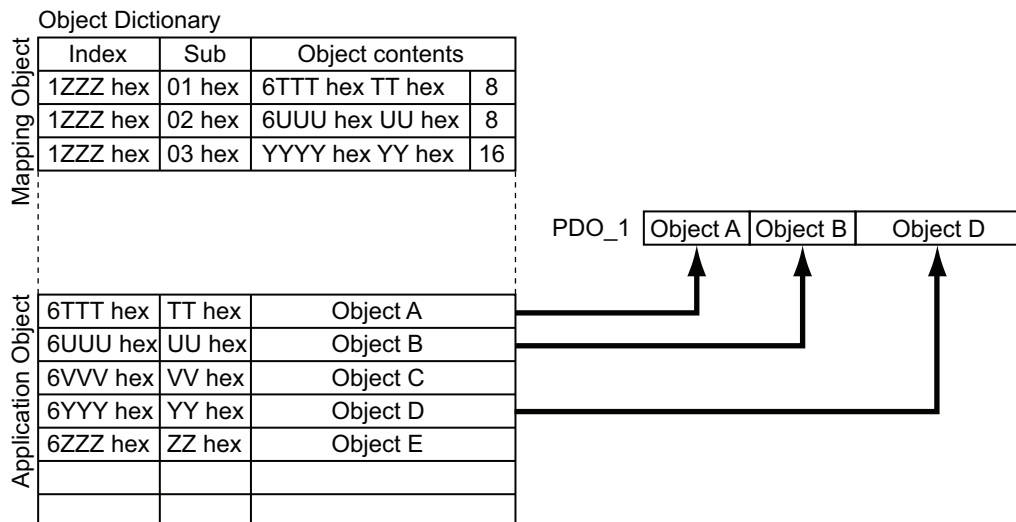 Object Dictionary
Mapping Object
Index Sub Object contents
1ZZZ hex 01 hex 6TTT hex TT hex 8
1ZZZ hex 02 hex 6UUU hex UU hex 8
1ZZZ hex 03 hex YYYY hex YY hex 16
PDO_1 Object A Object B Object D
Application Object
6TTT hex TT hex Object A
6UUU hex UU hex Object B
6VVV hex VV hex Object C
6YYY hex YY hex Object D
6ZZZ hex ZZ hex Object E